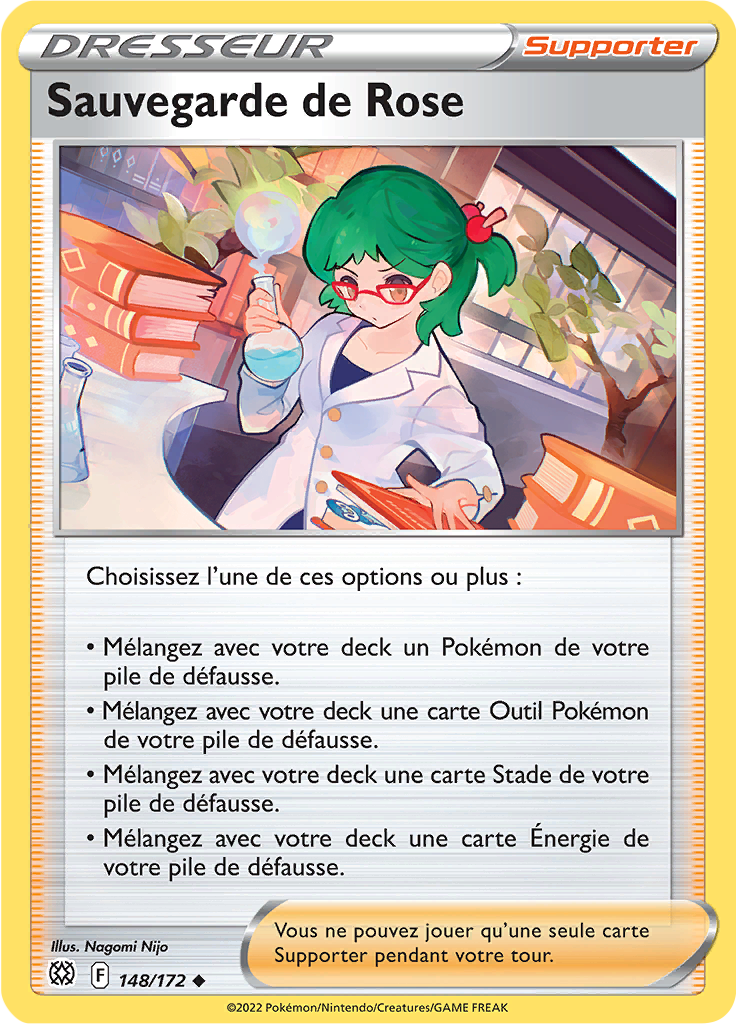 DRESSEUR
Supporter
Sauvegarde de Rose
Choisissez l'une de ces options ou plus :
• Mélangez avec votre deck un Pokémon de votre
pile de défausse.
• Mélangez avec votre deck une carte Outil Pokémon
de votre pile de défausse.
• Mélangez avec votre deck une carte Stade de votre
pile de défausse.
• Mélangez avec votre deck une carte Énergie de
votre pile de défausse.
Vous ne pouvez jouer qu'une seule carte
Supporter pendant votre tour.
Illus. Nagomi Nijo
F 148/172
©2022 Pokémon/Nintendo/Creatures/GAME FREAK